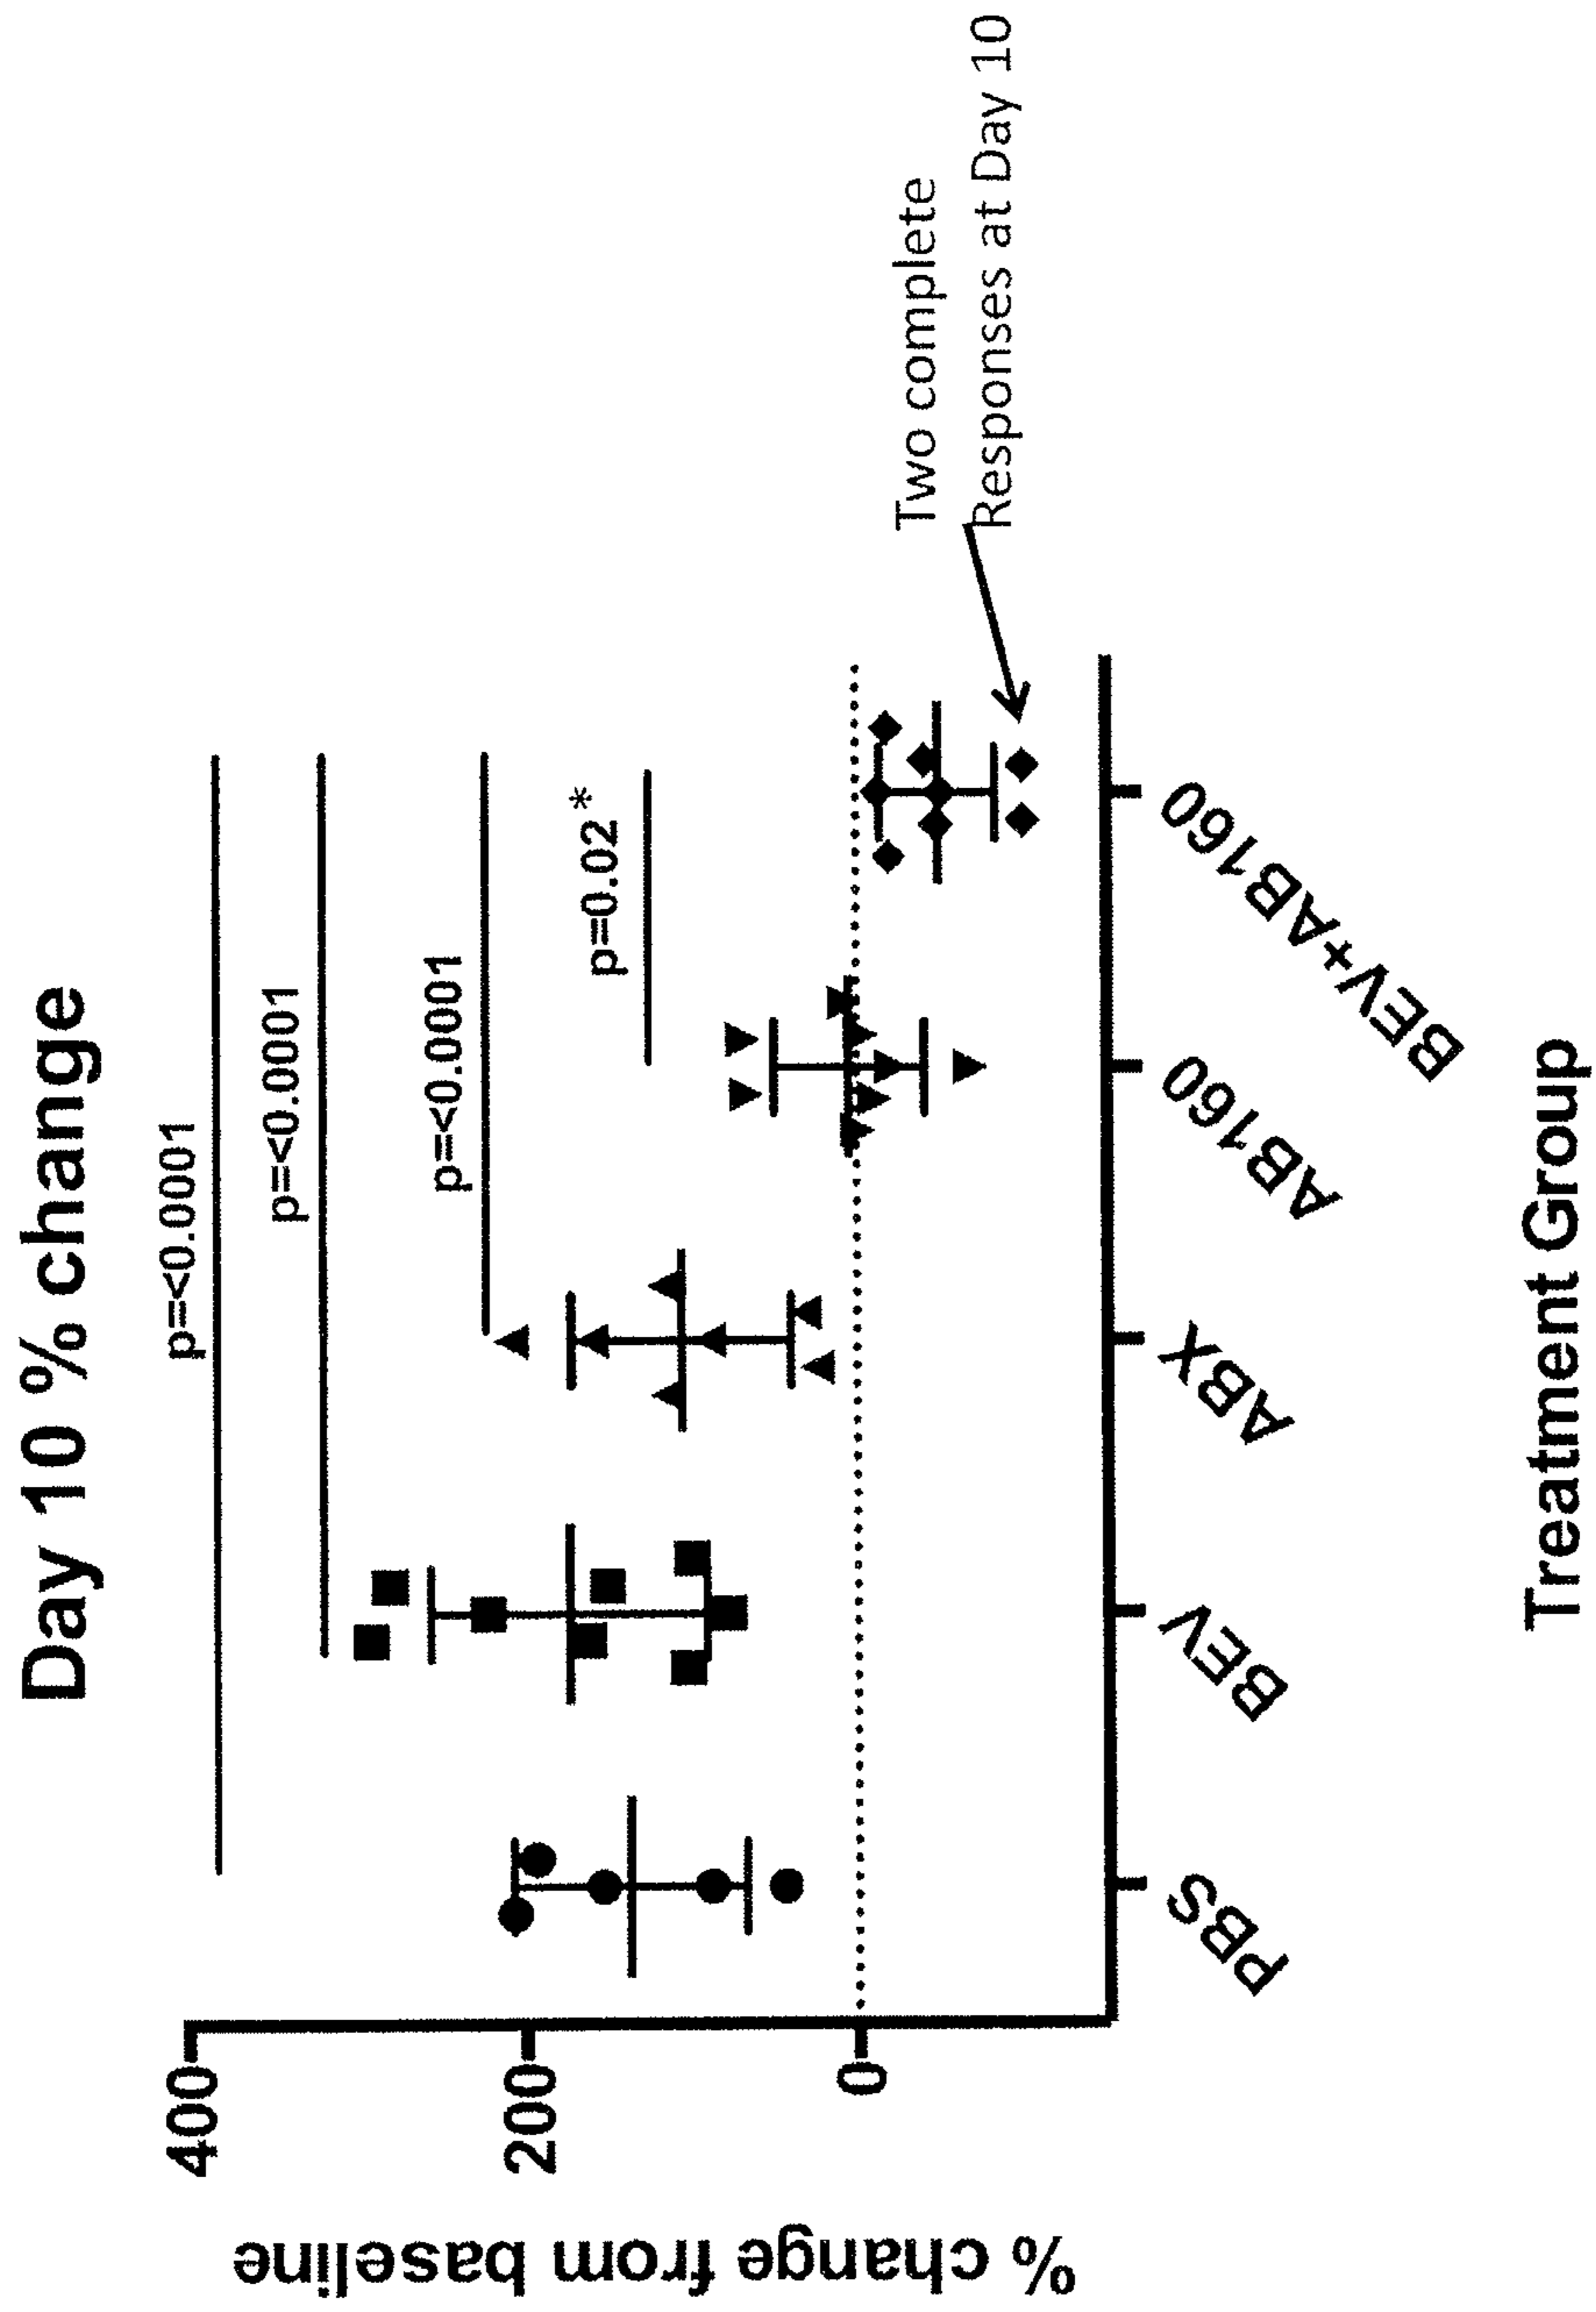 Day 10 % change
p=<0.0001
p=<0.0001
p=<0.0001
p=0.02*
400
200
0
% change from baseline
Two complete
Responses at Day 10
PBS
BEV
ABX
AB160
BEV+AB160
Treatment Group